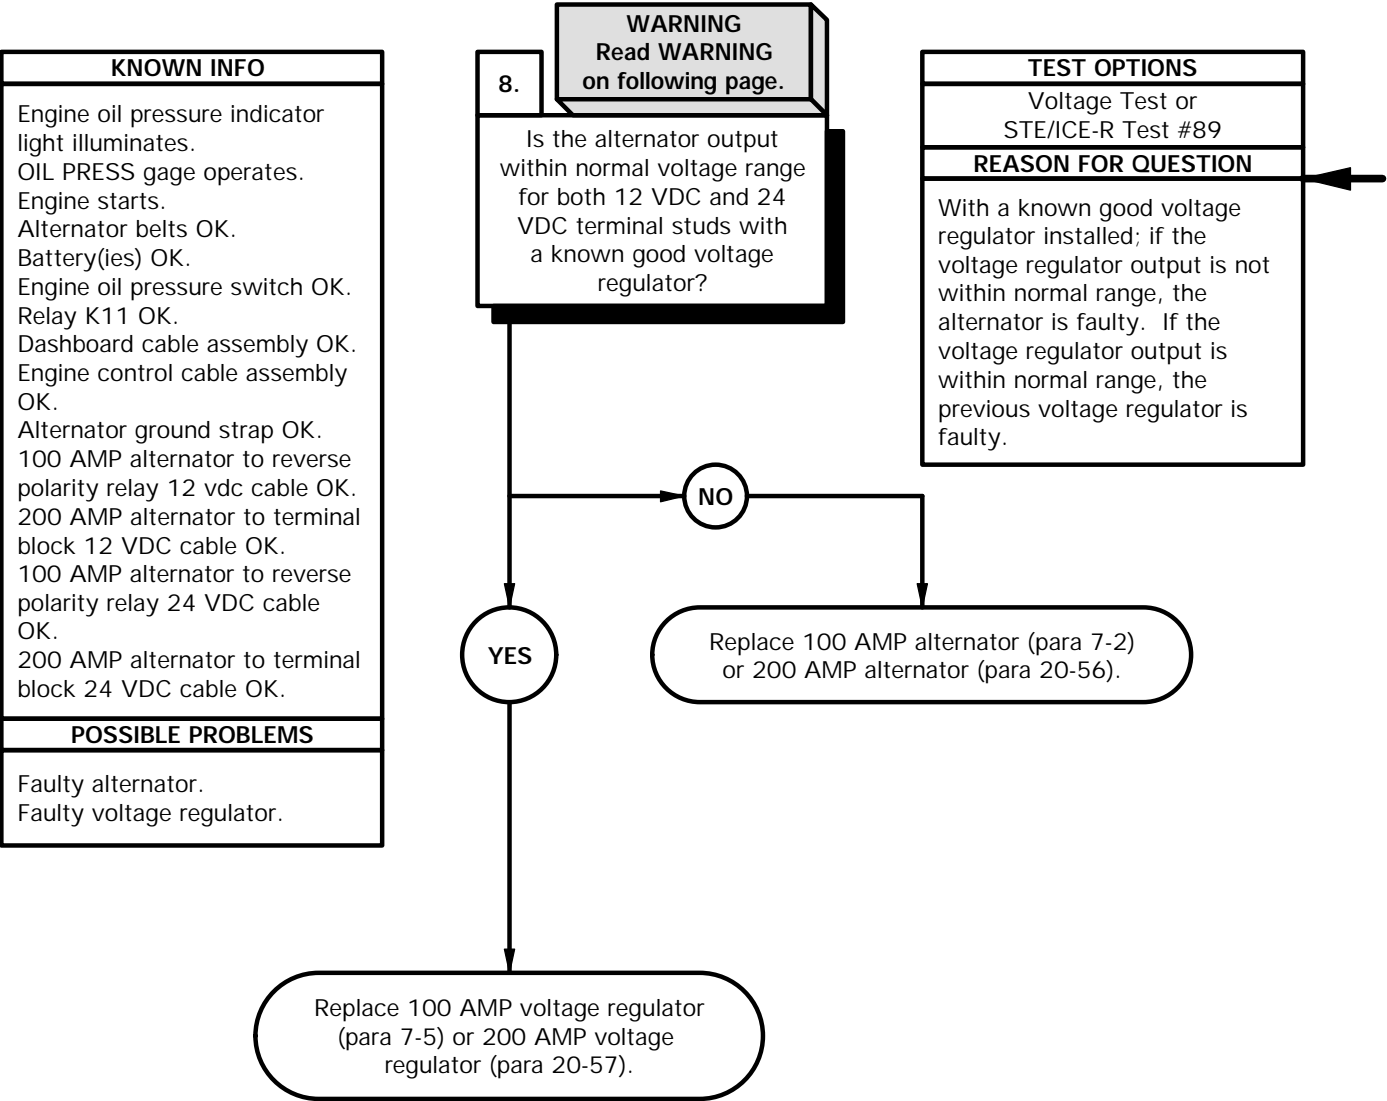 KNOWN INFO
Engine oil pressure indicator
light illuminates.
OIL PRESS gage operates.
Engine starts.
Alternator belts OK.
Battery(ies) OK.
Engine oil pressure switch OK.
Relay K11 OK.
Dashboard cable assembly OK.
Engine control cable assembly
OK.
Alternator ground strap OK.
100 AMP alternator to reverse
polarity relay 12 vdc cable OK.
200 AMP alternator to terminal
block 12 VDC cable OK.
100 AMP alternator to reverse
polarity relay 24 VDC cable
OK.
200 AMP alternator to terminal
block 24 VDC cable OK.
POSSIBLE PROBLEMS
Faulty alternator.
Faulty voltage regulator.
WARNING
Read WARNING
on following page.
8.
Is the alternator output
within normal voltage range
for both 12 VDC and 24
VDC terminal studs with
a known good voltage
regulator?
TEST OPTIONS
Voltage Test or
STE/ICE-R Test #89
REASON FOR QUESTION
With a known good voltage
regulator installed; if the
voltage regulator output is not
within normal range, the
alternator is faulty.  If the
voltage regulator output is
within normal range, the
previous voltage regulator is
faulty.
NO
YES
Replace 100 AMP alternator (para 7-2)
or 200 AMP alternator (para 20-56).
Replace 100 AMP voltage regulator
(para 7-5) or 200 AMP voltage
regulator (para 20-57).